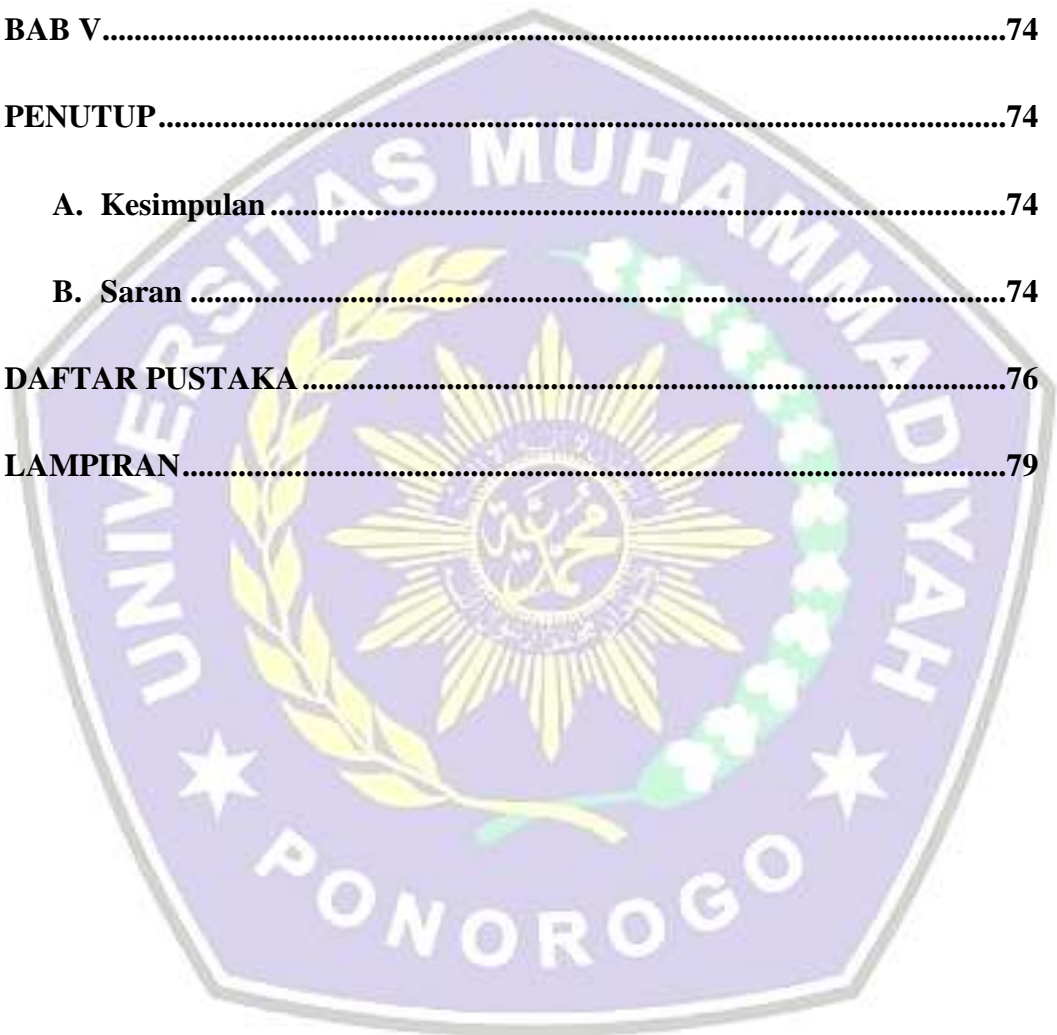 BAB V..........................................................................................................74
PENUTUP..........................................................................................................74
A. Kesimpulan..........................................................................................................74
B. Saran..........................................................................................................74
DAFTAR PUSTAKA..........................................................................................................76
LAMPIRAN..........................................................................................................79
UNIVERSITAS MUHAMMADIYAH
PONOROGO